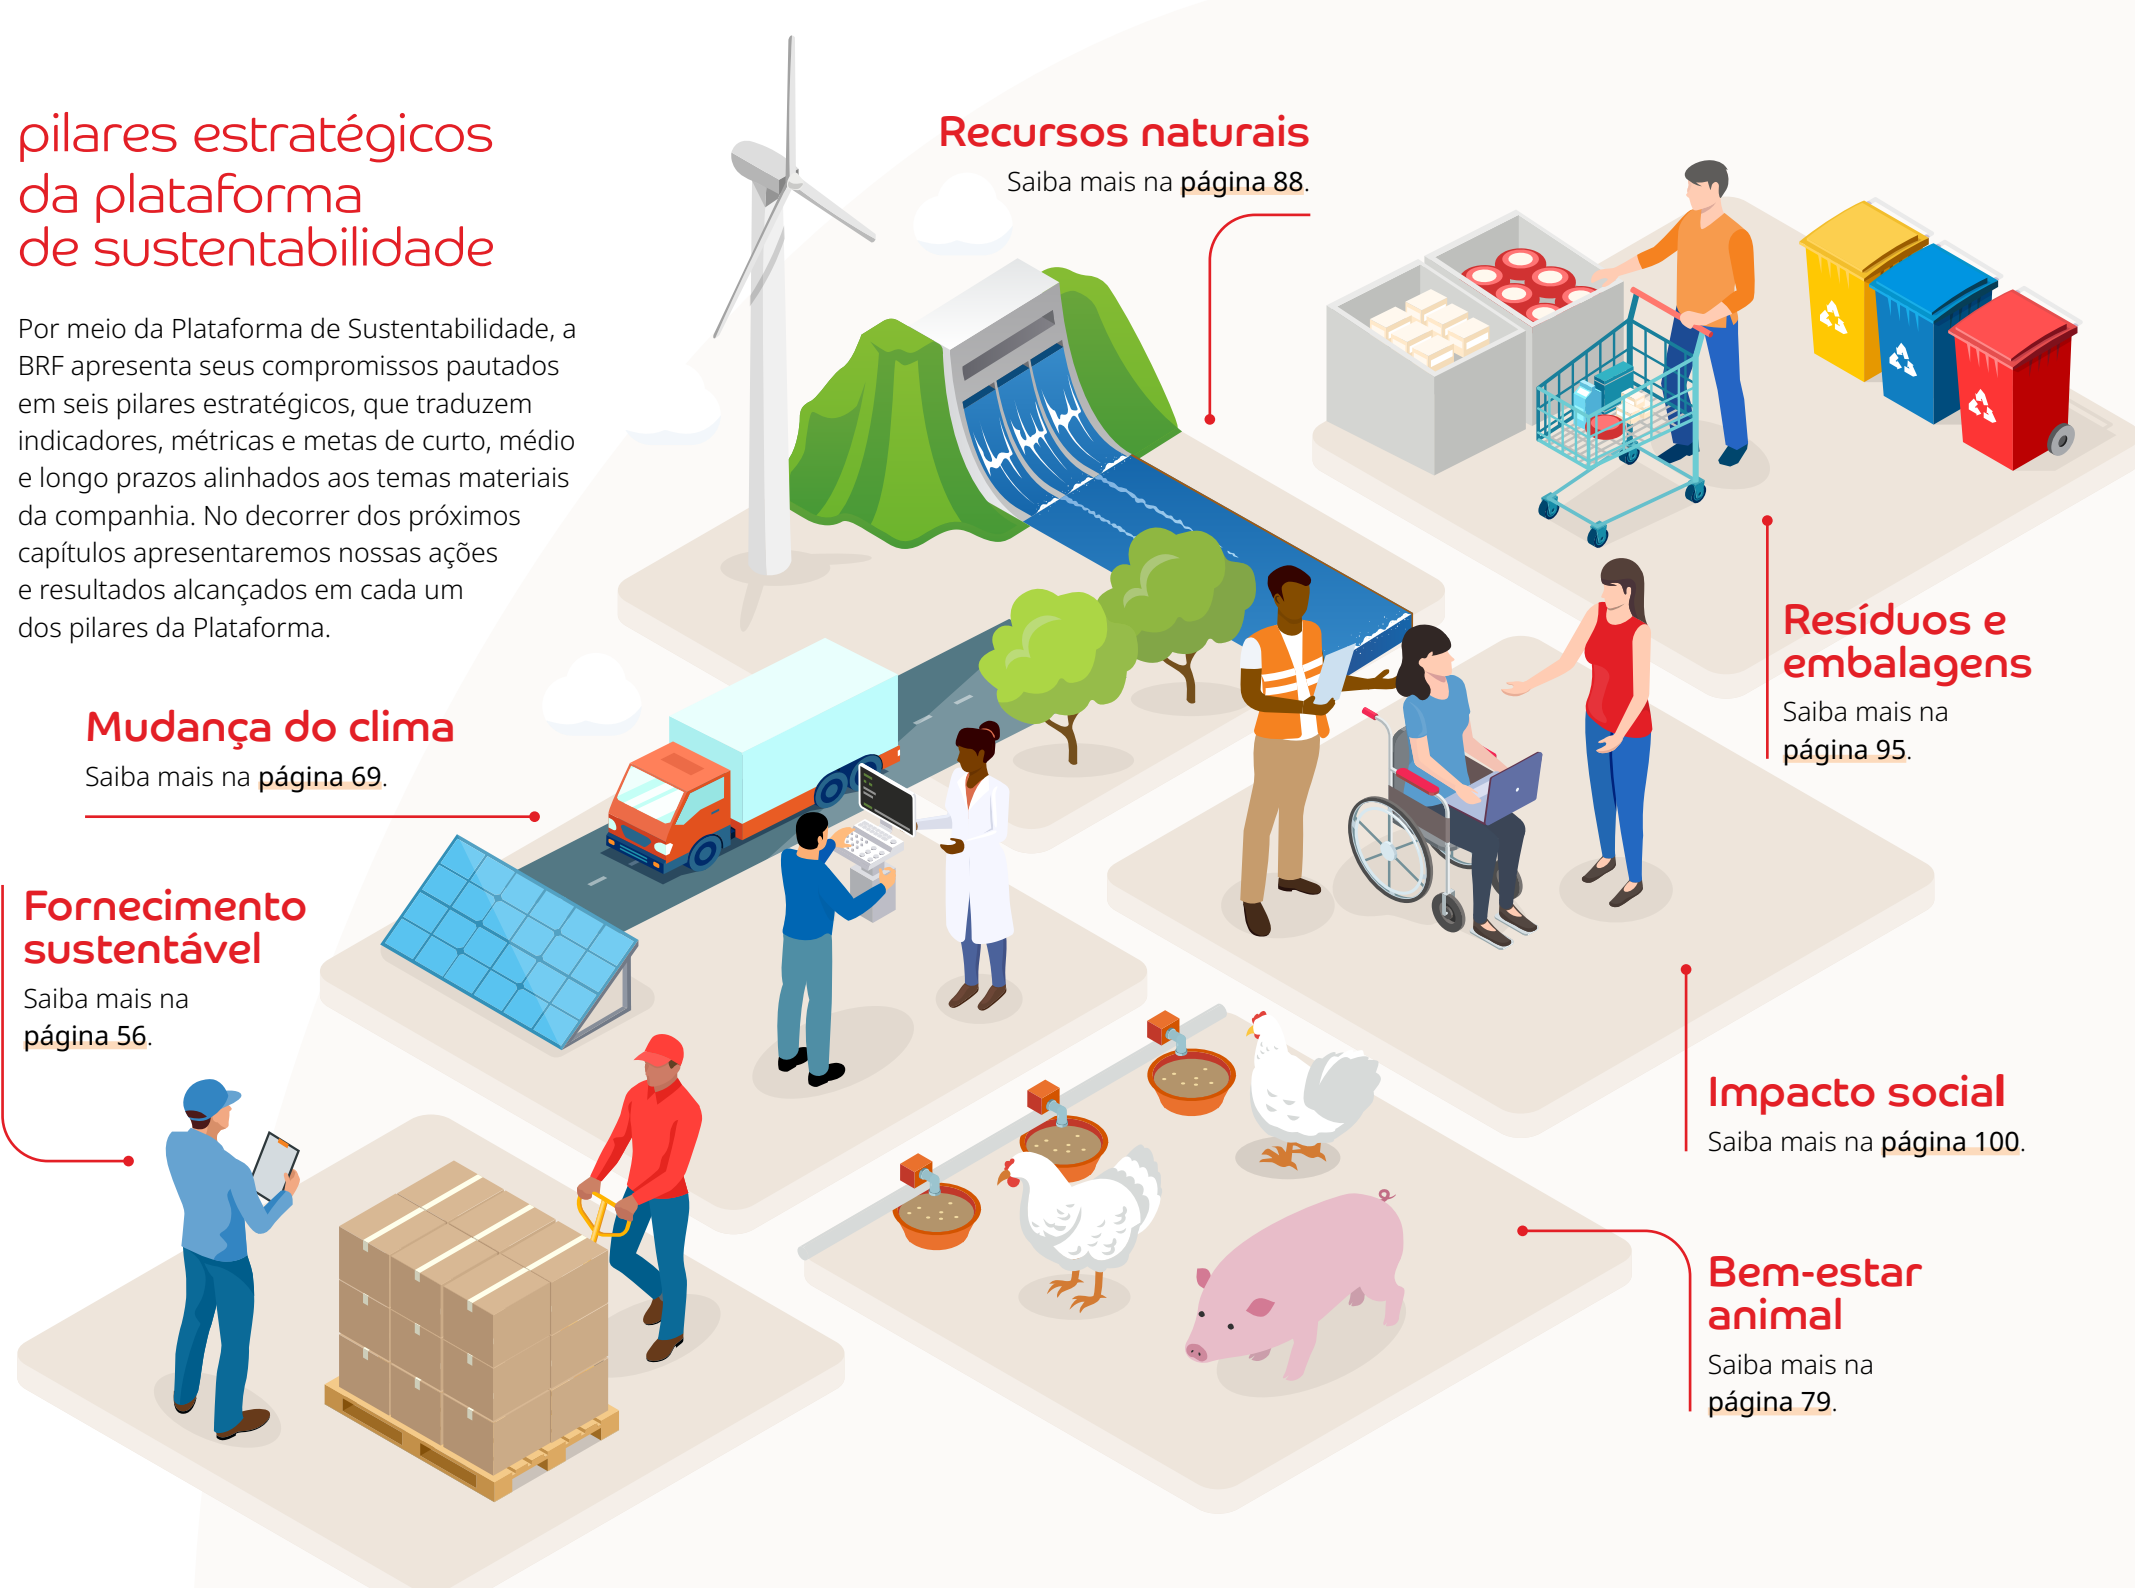 pilares estratégicos
da plataforma
de sustentabilidade
Por meio da Plataforma de Sustentabilidade, a
BRF apresenta seus compromissos pautados
em seis pilares estratégicos, que traduzem
indicadores, métricas e metas de curto, médio
e longo prazos alinhados aos temas materiais
da companhia. No decorrer dos próximos
capítulos apresentaremos nossas ações
e resultados alcançados em cada um
dos pilares da Plataforma.
Recursos naturais
Saiba mais na página 88.
Resíduos e
embalagens
Saiba mais na
página 95.
Mudança do clima
Saiba mais na página 69.
Fornecimento
sustentável
Saiba mais na
página 56.
Impacto social
Saiba mais na página 100.
Bem-estar
animal
Saiba mais na
página 79.